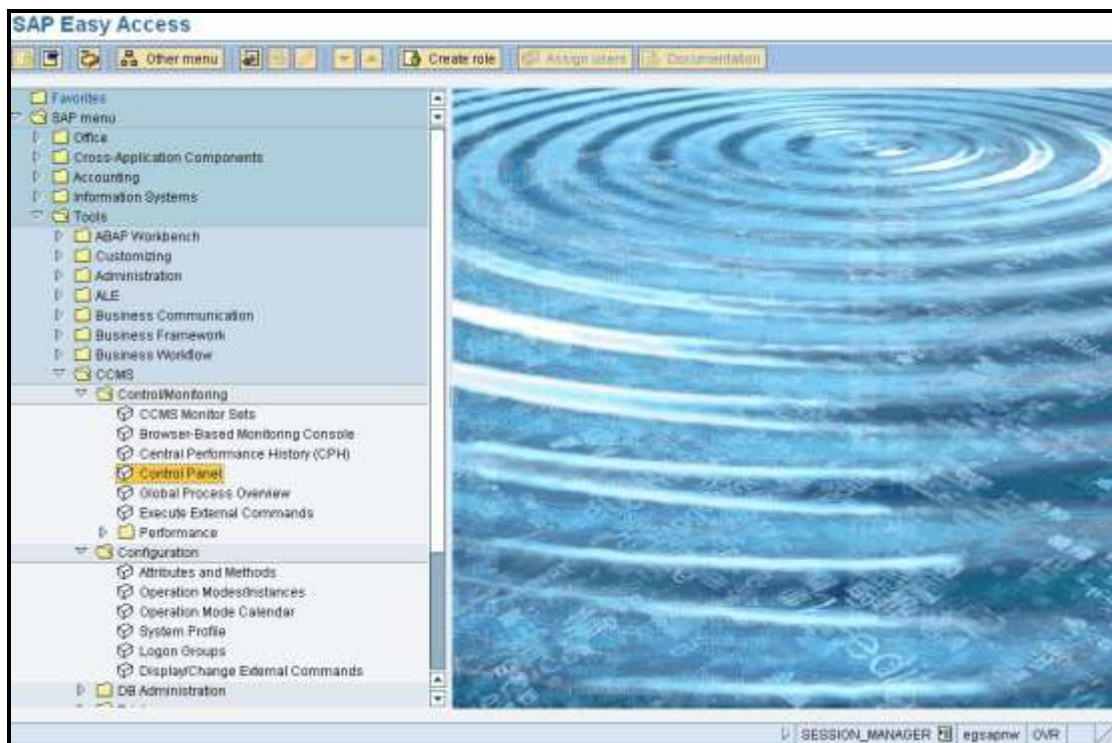 SAP Easy Access
Other menu Create role Assign users Documentation
Favorites
SAP menu
Office
Cross-Application Components
Accounting
Information Systems
Tools
ABAP Workbench
Customizing
Administration
ALE
Business Communication
Business Framework
Business Workflow
CCMS
Control/Monitoring
CCMS Monitor Sets
Browser-Based Monitoring Console
Central Performance History (CPH)
Control Panel
Global Process Overview
Execute External Commands
Performance
Configuration
Attributes and Methods
Operation Modes/Instances
Operation Mode Calendar
System Profile
Logon Groups
Display/Change External Commands
DB Administration
SESSION_MANAGER egsapnw OVR